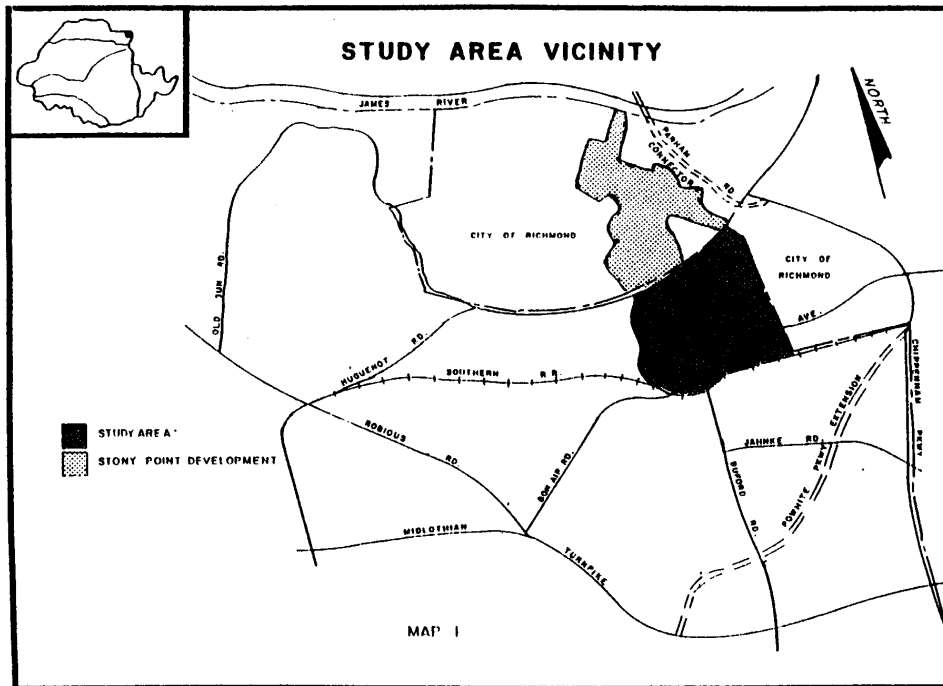 STUDY AREA VICINITY
NORTH
JAMES RIVER
PARHAM RD
CONNECTOR
CITY OF RICHMOND
CITY OF
RICHMOND
OLD GUN RD.
AVE.
HUGUENOT RD.
SOUTHERN R R
CHIPPENHAM PKWY
STUDY AREA
STONY POINT DEVELOPMENT
ROBIOUS RD.
BON AIR RD.
JAHNKE RD.
BUFORD RD.
POWHITE PKWY EXTENSION
MIDLOTHIAN TURNPIKE
MAP I